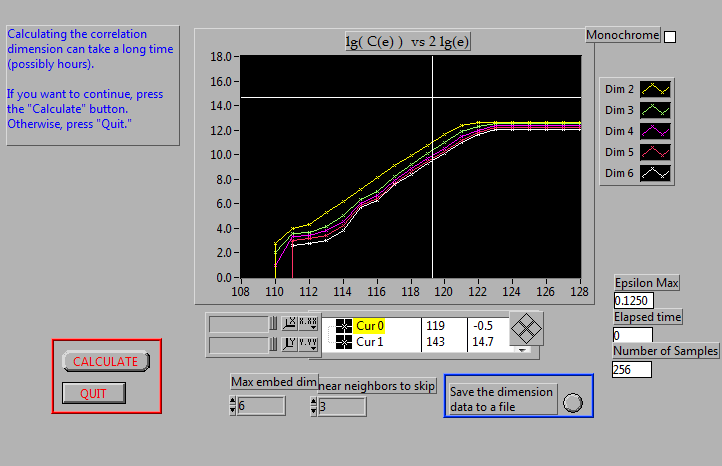 Calculating the correlation
dimension can take a long time
(possibly hours).
If you want to continue, press
the "Calculate" button.
Otherwise, press "Quit."
lg( C(e) ) vs 2 lg(e)
Monochrome
18.0
16.0
14.0
12.0
10.0
8.0
6.0
4.0
2.0
0.0
108 110 112 114 116 118 120 122 124 126 128
Dim 2
Dim 3
Dim 4
Dim 5
Dim 6
Epsilon Max
0.1250
Elapsed time
0
Number of Samples
256
X X.XX
Y Y.YY
Cur 0 119 -0.5
Cur 1 143 14.7
CALCULATE
QUIT
Max embed dim
6
near neighbors to skip
3
Save the dimension
data to a file